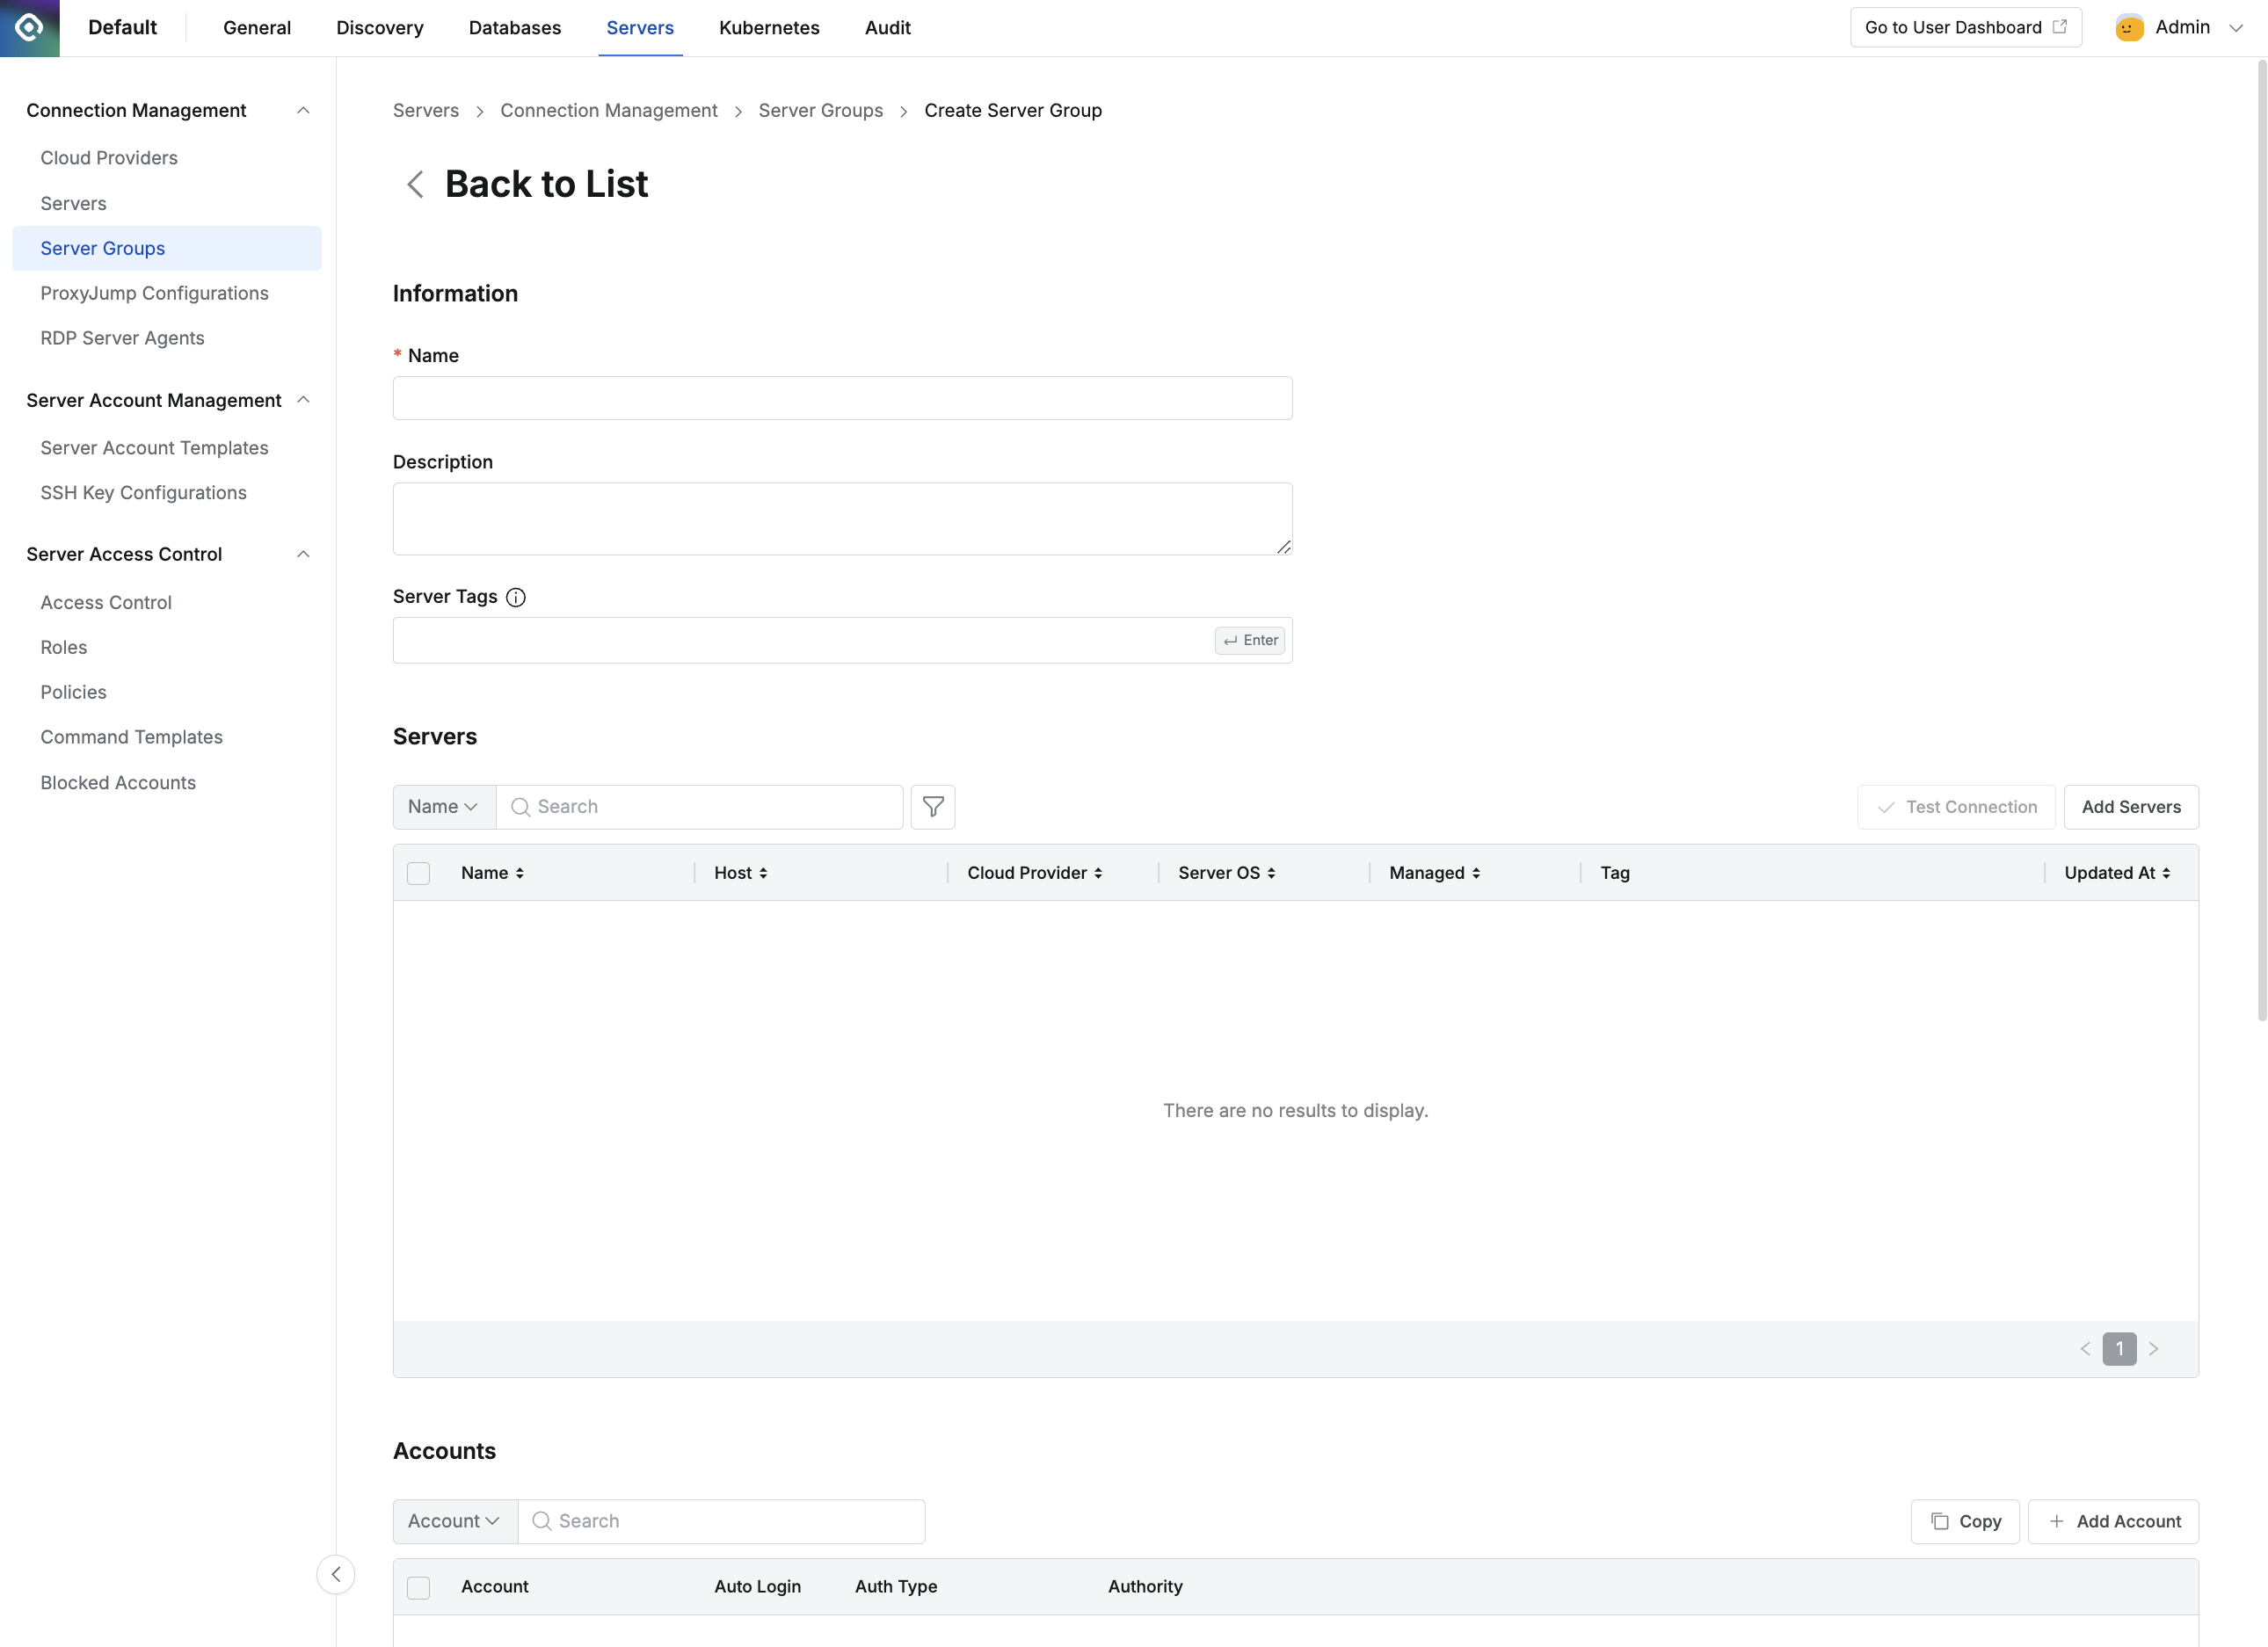 Default General Discovery Databases Servers Kubernetes Audit Go to User Dashboard Admin
Connection Management
Cloud Providers
Servers
Server Groups
ProxyJump Configurations
RDP Server Agents
Server Account Management
Server Account Templates
SSH Key Configurations
Server Access Control
Access Control
Roles
Policies
Command Templates
Blocked Accounts
Servers > Connection Management > Server Groups > Create Server Group
Back to List
Information
* Name
Description
Server Tags
Enter
Servers
Name Search Test Connection Add Servers
Name Host Cloud Provider Server OS Managed Tag Updated At
There are no results to display.
1
Accounts
Account Search Copy + Add Account
Account Auto Login Auth Type Authority